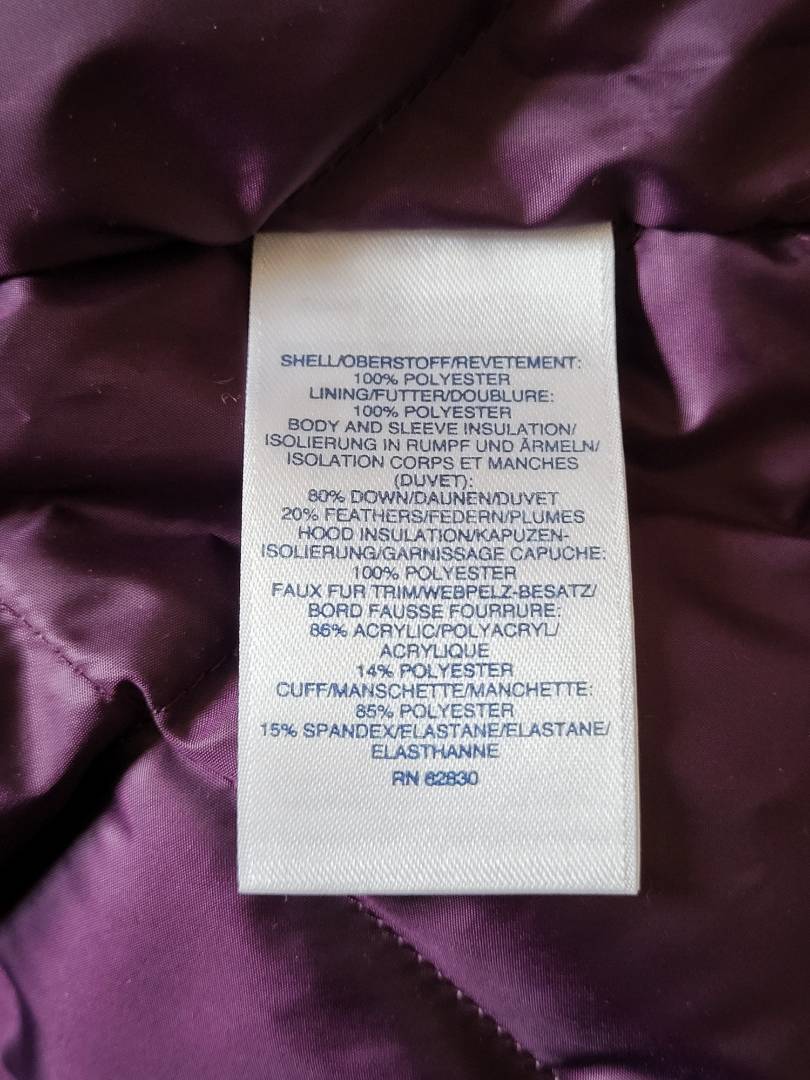 SHELL/OBERSTOFF/REVETEMENT:
100% POLYESTER
LINING/FUTTER/DOUBLURE:
100% POLYESTER
BODY AND SLEEVE INSULATION/
ISOLIERUNG IN RUMPF UND ÄRMELN/
ISOLATION CORPS ET MANCHES
(DUVET):
80% DOWN/DAUNEN/DUVET
20% FEATHERS/FEDERN/PLUMES
HOOD INSULATION/KAPUZEN-
ISOLIERUNG/GARNISSAGE CAPUCHE:
100% POLYESTER
FAUX FUR TRIM/WEBPELZ-BESATZ/
BORD FAUSSE FOURRURE:
86% ACRYLIC/POLYACRYL/
ACRYLIQUE
14% POLYESTER
CUFF/MANSCHETTE/MANCHETTE:
85% POLYESTER
15% SPANDEX/ELASTANE/ELASTANE/
ELASTHANNE
RN 62830